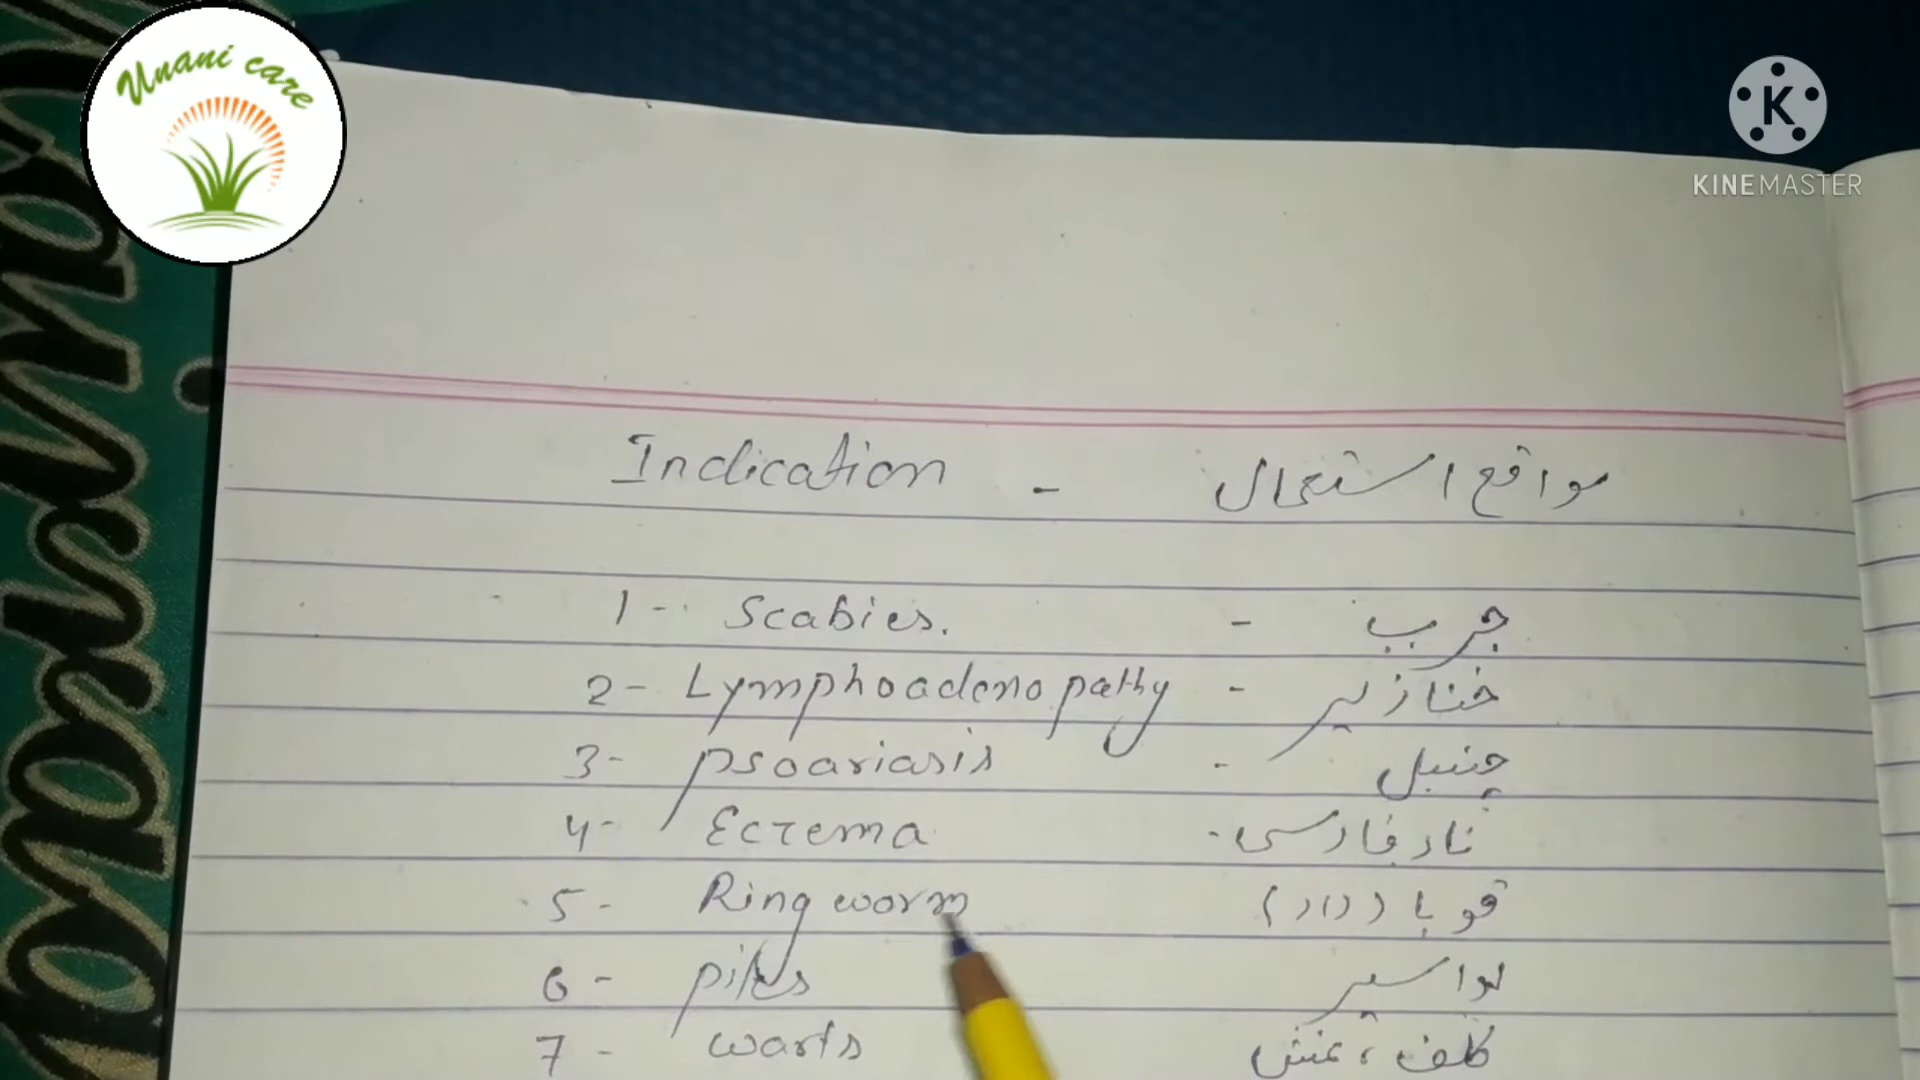 Unani care
KINEMASTER
Indication - مواقع استعمال
1- Scabies. - جرب
2- Lymphoadenopathy - خنازیر
3- Psoariasis - چنبل
4- Eczema - نار فارسی
5- Ring worm قوبا (داد)
6- piles بواسیر
7- warts کلف، نمش